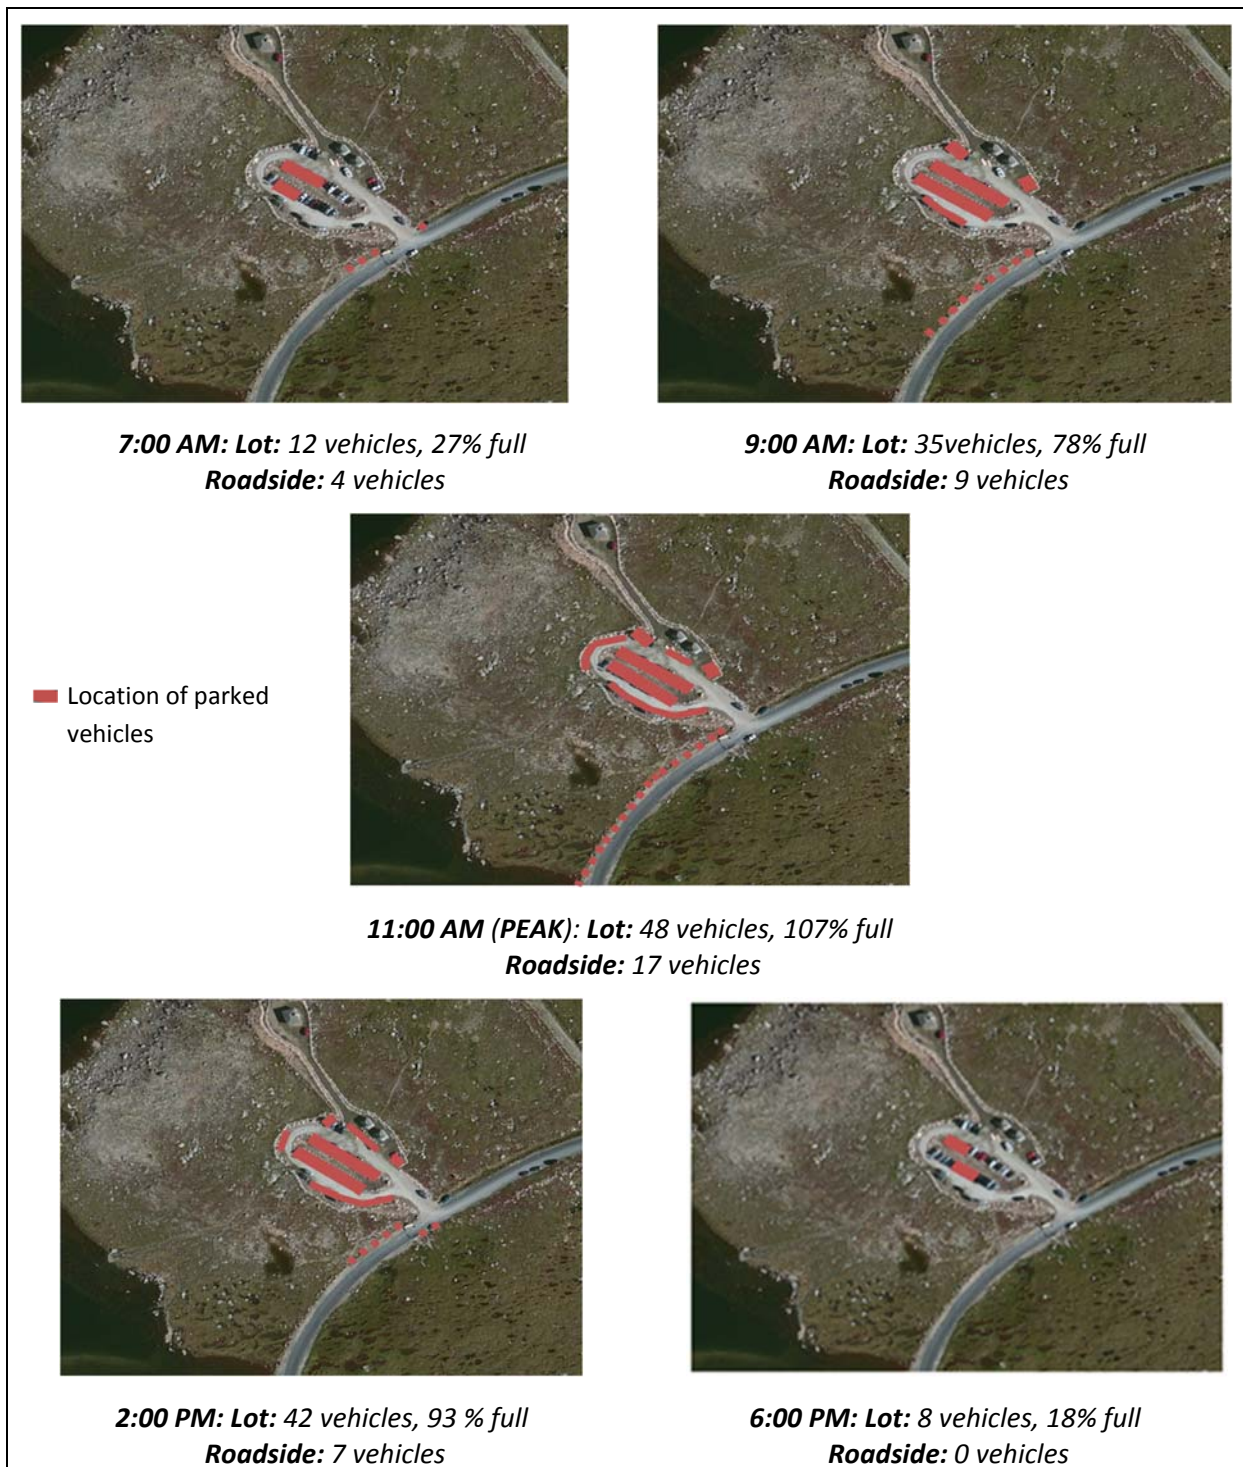 7:00 AM: Lot: 12 vehicles, 27% full
Roadside: 4 vehicles
9:00 AM: Lot: 35vehicles, 78% full
Roadside: 9 vehicles
Location of parked
vehicles
11:00 AM (PEAK): Lot: 48 vehicles, 107% full
Roadside: 17 vehicles
2:00 PM: Lot: 42 vehicles, 93 % full
Roadside: 7 vehicles
6:00 PM: Lot: 8 vehicles, 18% full
Roadside: 0 vehicles